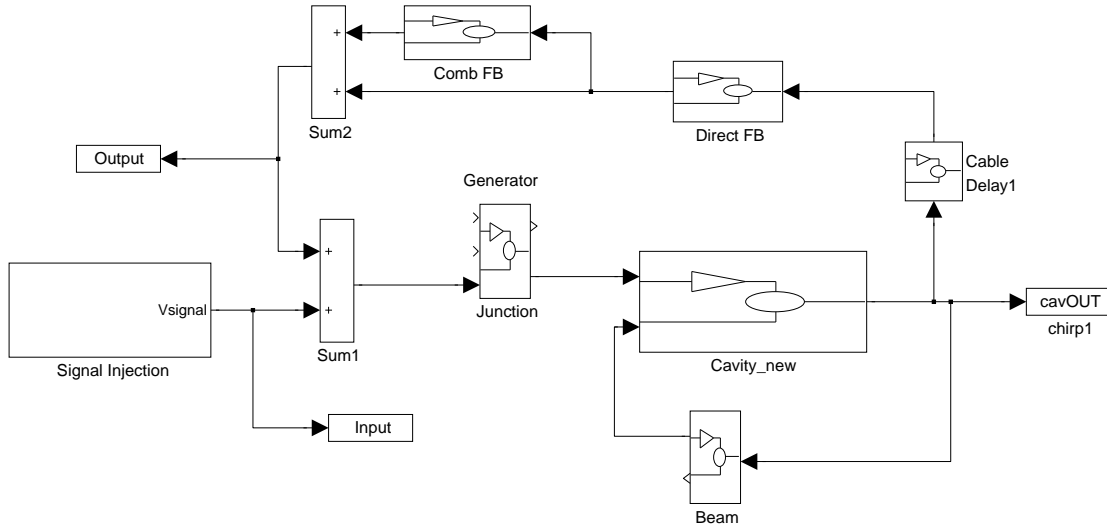 +
+
Comb FB
Sum2
Direct FB
Output
Cable
Delay1
Generator
+
+
Vsignal
Junction
cavOUT
chirp1
Sum1
Signal Injection
Cavity_new
Input
Beam